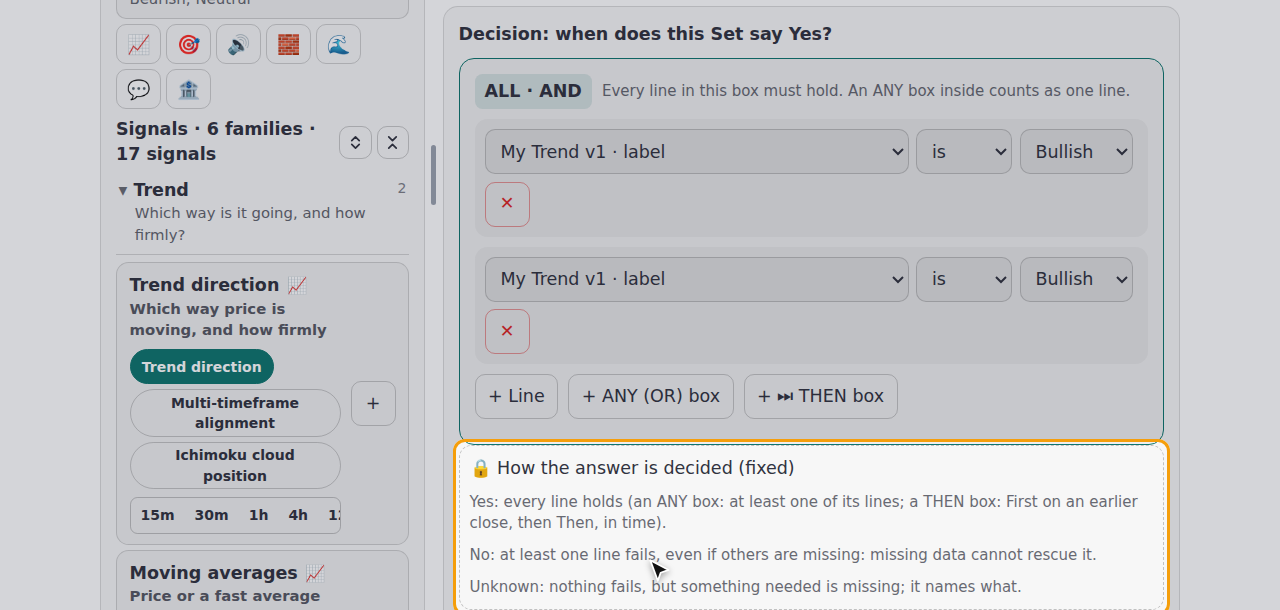 Bearish, Neutral
Signals · 6 families ·
17 signals
▼ Trend 2
Which way is it going, and how
firmly?
Trend direction
Which way price is
moving, and how firmly
Trend direction
Multi-timeframe
alignment
+
Ichimoku cloud
position
15m 30m 1h 4h
Moving averages
Price or a fast average
Decision: when does this Set say Yes?
ALL · AND Every line in this box must hold. An ANY box inside counts as one line.
My Trend v1 · label is Bullish
×
My Trend v1 · label is Bullish
×
+ Line + ANY (OR) box + ⏭ THEN box
🔒 How the answer is decided (fixed)
Yes: every line holds (an ANY box: at least one of its lines; a THEN box: First on an earlier
close, then Then, in time).
No: at least one line fails, even if others are missing: missing data cannot rescue it.
Unknown: nothing fails, but something needed is missing; it names what.